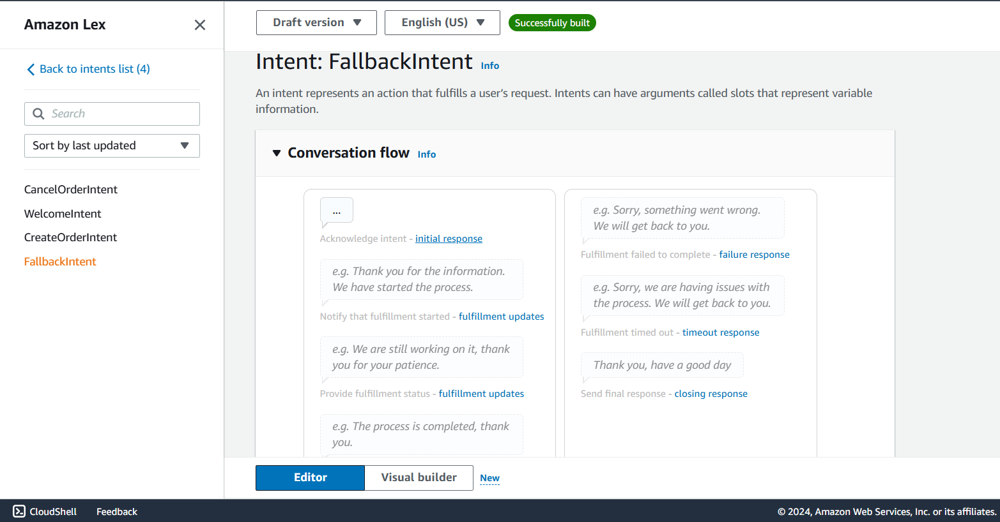 Amazon Lex
Back to intents list (4)
Search
Sort by last updated
CancelOrderIntent
WelcomeIntent
CreateOrderIntent
FallbackIntent
Draft version
English (US)
Successfully built
Intent: FallbackIntent Info
An intent represents an action that fulfills a user’s request. Intents can have arguments called slots that represent variable
information.
Conversation flow Info
...
Acknowledge intent - initial response
e.g. Thank you for the information.
We have started the process.
Notify that fulfillment started - fulfillment updates
e.g. We are still working on it, thank
you for your patience.
Provide fulfillment status - fulfillment updates
e.g. The process is completed, thank
you.
e.g. Sorry, something went wrong.
We will get back to you.
Fulfillment failed to complete - failure response
e.g. Sorry, we are having issues with
the process. We will get back to you.
Fulfillment timed out - timeout response
Thank you, have a good day
Send final response - closing response
Editor
Visual builder
New
CloudShell
Feedback
© 2024, Amazon Web Services, Inc. or its affiliates.